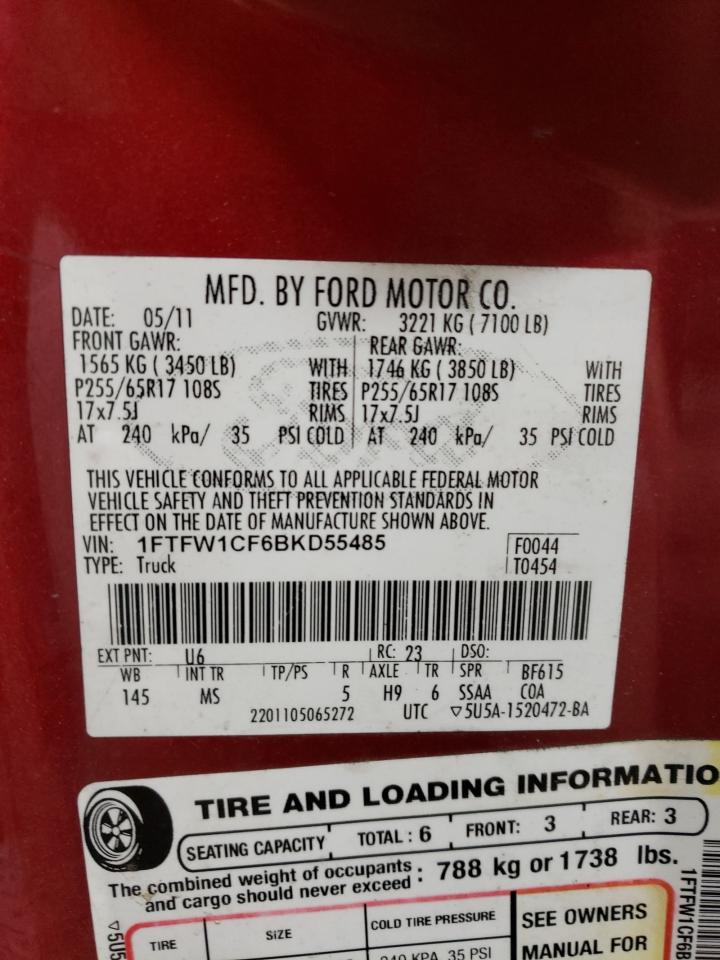 MFD. BY FORD MOTOR CO.
DATE: 05/11 GVWR: 3221 KG ( 7100 LB)
FRONT GAWR: REAR GAWR:
1565 KG ( 3450 LB) WITH 1746 KG ( 3850 LB) WITH
P255/65R17 108S TIRES P255/65R17 108S TIRES
17x7.5J RIMS 17x7.5J RIMS
AT 240 kPa/ 35 PSI COLD AT 240 kPa/ 35 PSI COLD
THIS VEHICLE CONFORMS TO ALL APPLICABLE FEDERAL MOTOR
VEHICLE SAFETY AND THEFT PREVENTION STANDARDS IN
EFFECT ON THE DATE OF MANUFACTURE SHOWN ABOVE.
VIN: 1FTFW1CF6BKD55485 F0044
TYPE: Truck T0454
EXT PNT: U6 RC: 23 DSO:
WB INT TR TP/PS R AXLE TR SPR BF615
145 MS 5 H9 6 SSAA COA
2201105065272 UTC ▽5U5A-1520472-BA
TIRE AND LOADING INFORMATIO
SEATING CAPACITY TOTAL : 6 FRONT: 3 REAR: 3
The combined weight of occupants
and cargo should never exceed : 788 kg or 1738 lbs.
TIRE SIZE COLD TIRE PRESSURE SEE OWNERS
240 KPA, 35 PSI MANUAL FOR
▽5U5
1FTFW1CF6B